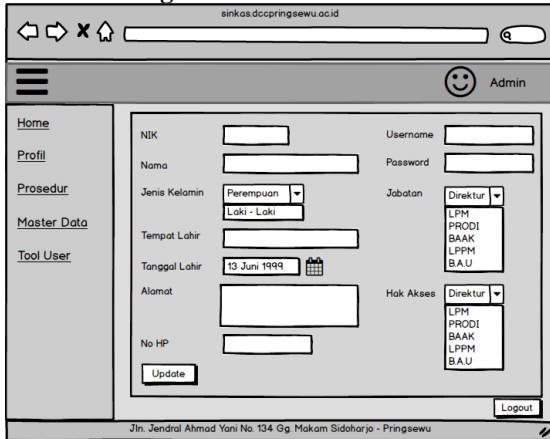 sinkas.dccpringsewu.ac.id
Admin
Home
Profil
Prosedur
Master Data
Tool User
NIK
Nama
Jenis Kelamin
Perempuan
Laki - Laki
Tempat Lahir
Tanggal Lahir
13 Juni 1999
Alamat
No HP
Update
Username
Password
Jabatan
Direktur
LPM
PRODI
BAAK
LPPM
B.A.U
Hak Akses
Direktur
LPM
PRODI
BAAK
LPPM
B.A.U
Logout
Jln. Jendral Ahmad Yani No. 134 Gg. Makam Sidoharjo - Pringsewu